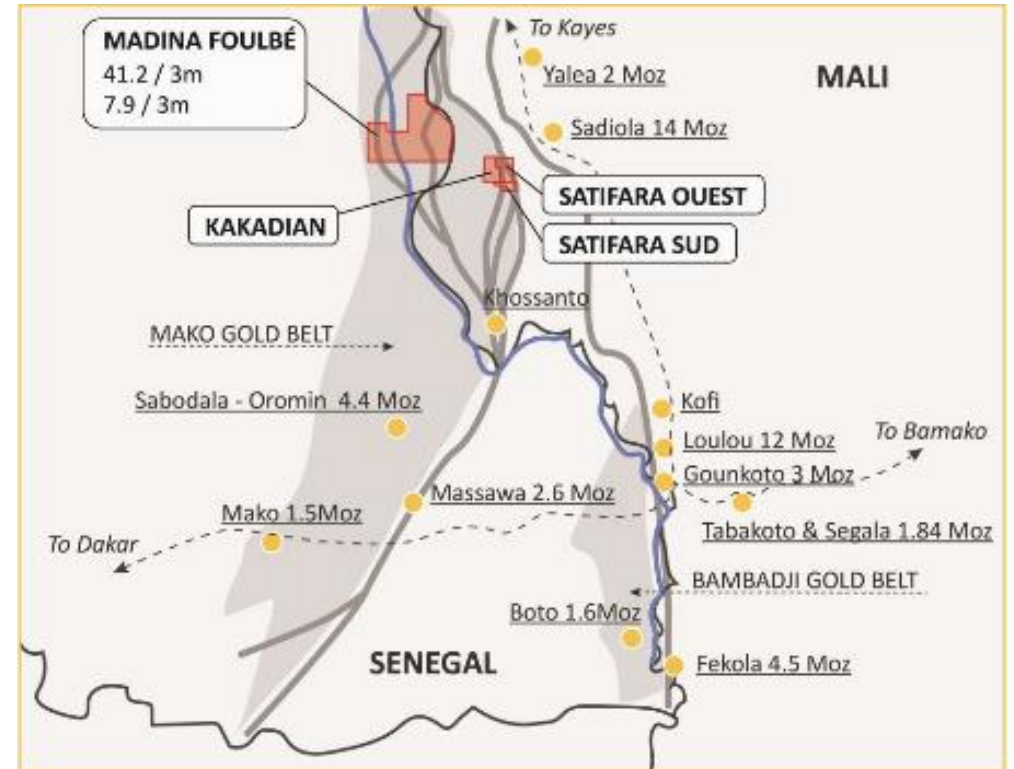 To Kayes
MADINA FOULBÉ
41.2 / 3m
7.9 / 3m
Yalea 2 Moz
MALI
Sadiola 14 Moz
SATIFARA OUEST
KAKADIAN
SATIFARA SUD
Khossanto
MAKO GOLD BELT
Sabodala - Oromin 4.4 Moz
Kofi
To Bamako
Loulou 12 Moz
Gounkoto 3 Moz
Massawa 2.6 Moz
Mako 1.5Moz
Tabakoto & Segala 1.84 Moz
To Dakar
BAMBADJI GOLD BELT
Boto 1.6Moz
SENEGAL
Fekola 4.5 Moz